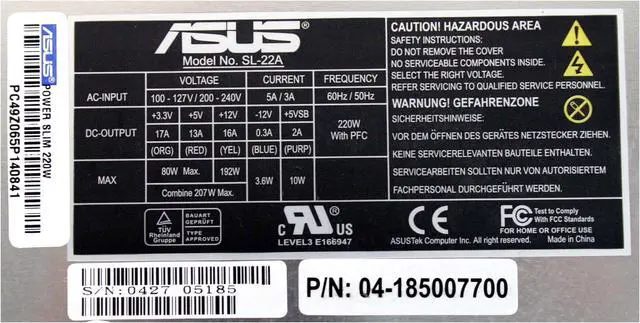 ASUS
POWER SLIM 220W
PC49Z065P140841
ASUS
Model No. SL-22A
VOLTAGE CURRENT FREQUENCY
AC-INPUT 100 - 127V / 200 - 240V 5A / 3A 60Hz / 50Hz
DC-OUTPUT +3.3V +5V +12V -12V +5VSB 220W With PFC
17A 13A 16A 0.3A 2A
(ORG) (RED) (YEL) (BLUE) (PURP)
MAX 80W Max. 192W 3.6W 10W
Combine 207W Max.
TÜV
Rheinland
Gruppe
BAUART
GEPRÜFT
TYPE
APPROVED
C UR US
LEVEL3 E166947
CAUTION! HAZARDOUS AREA
SAFETY INSTRUCTIONS:
DO NOT REMOVE THE COVER
NO SERVICEABLE COMPONENTS INSIDE.
SELECT THE RIGHT VOLTAGE.
REFER SERVICING TO QUALIFIED SERVICE PERSONNEL.
WARNUNG! GEFAHRENZONE
SICHERHEITSHINWEISE:
VOR DEM OFFNEN DES GERÄTES NETZSTECKER ZIEHEN.
KEINE SERVICERELEVANTEN BAUTEILE ENTHALTEN.
SERVICEARBEITEN SOLLEN NUR VON AUTORISIERTEM
FACHPERSONAL DURCHGEFÜHRT WERDEN.
CE FC Test to Comply
With FCC Standards
FOR HOME OR OFFICE USE
ASUSTek Computer Inc. All Rights Reserved. Made in China
S/N:0427 05185
P/N: 04-185007700